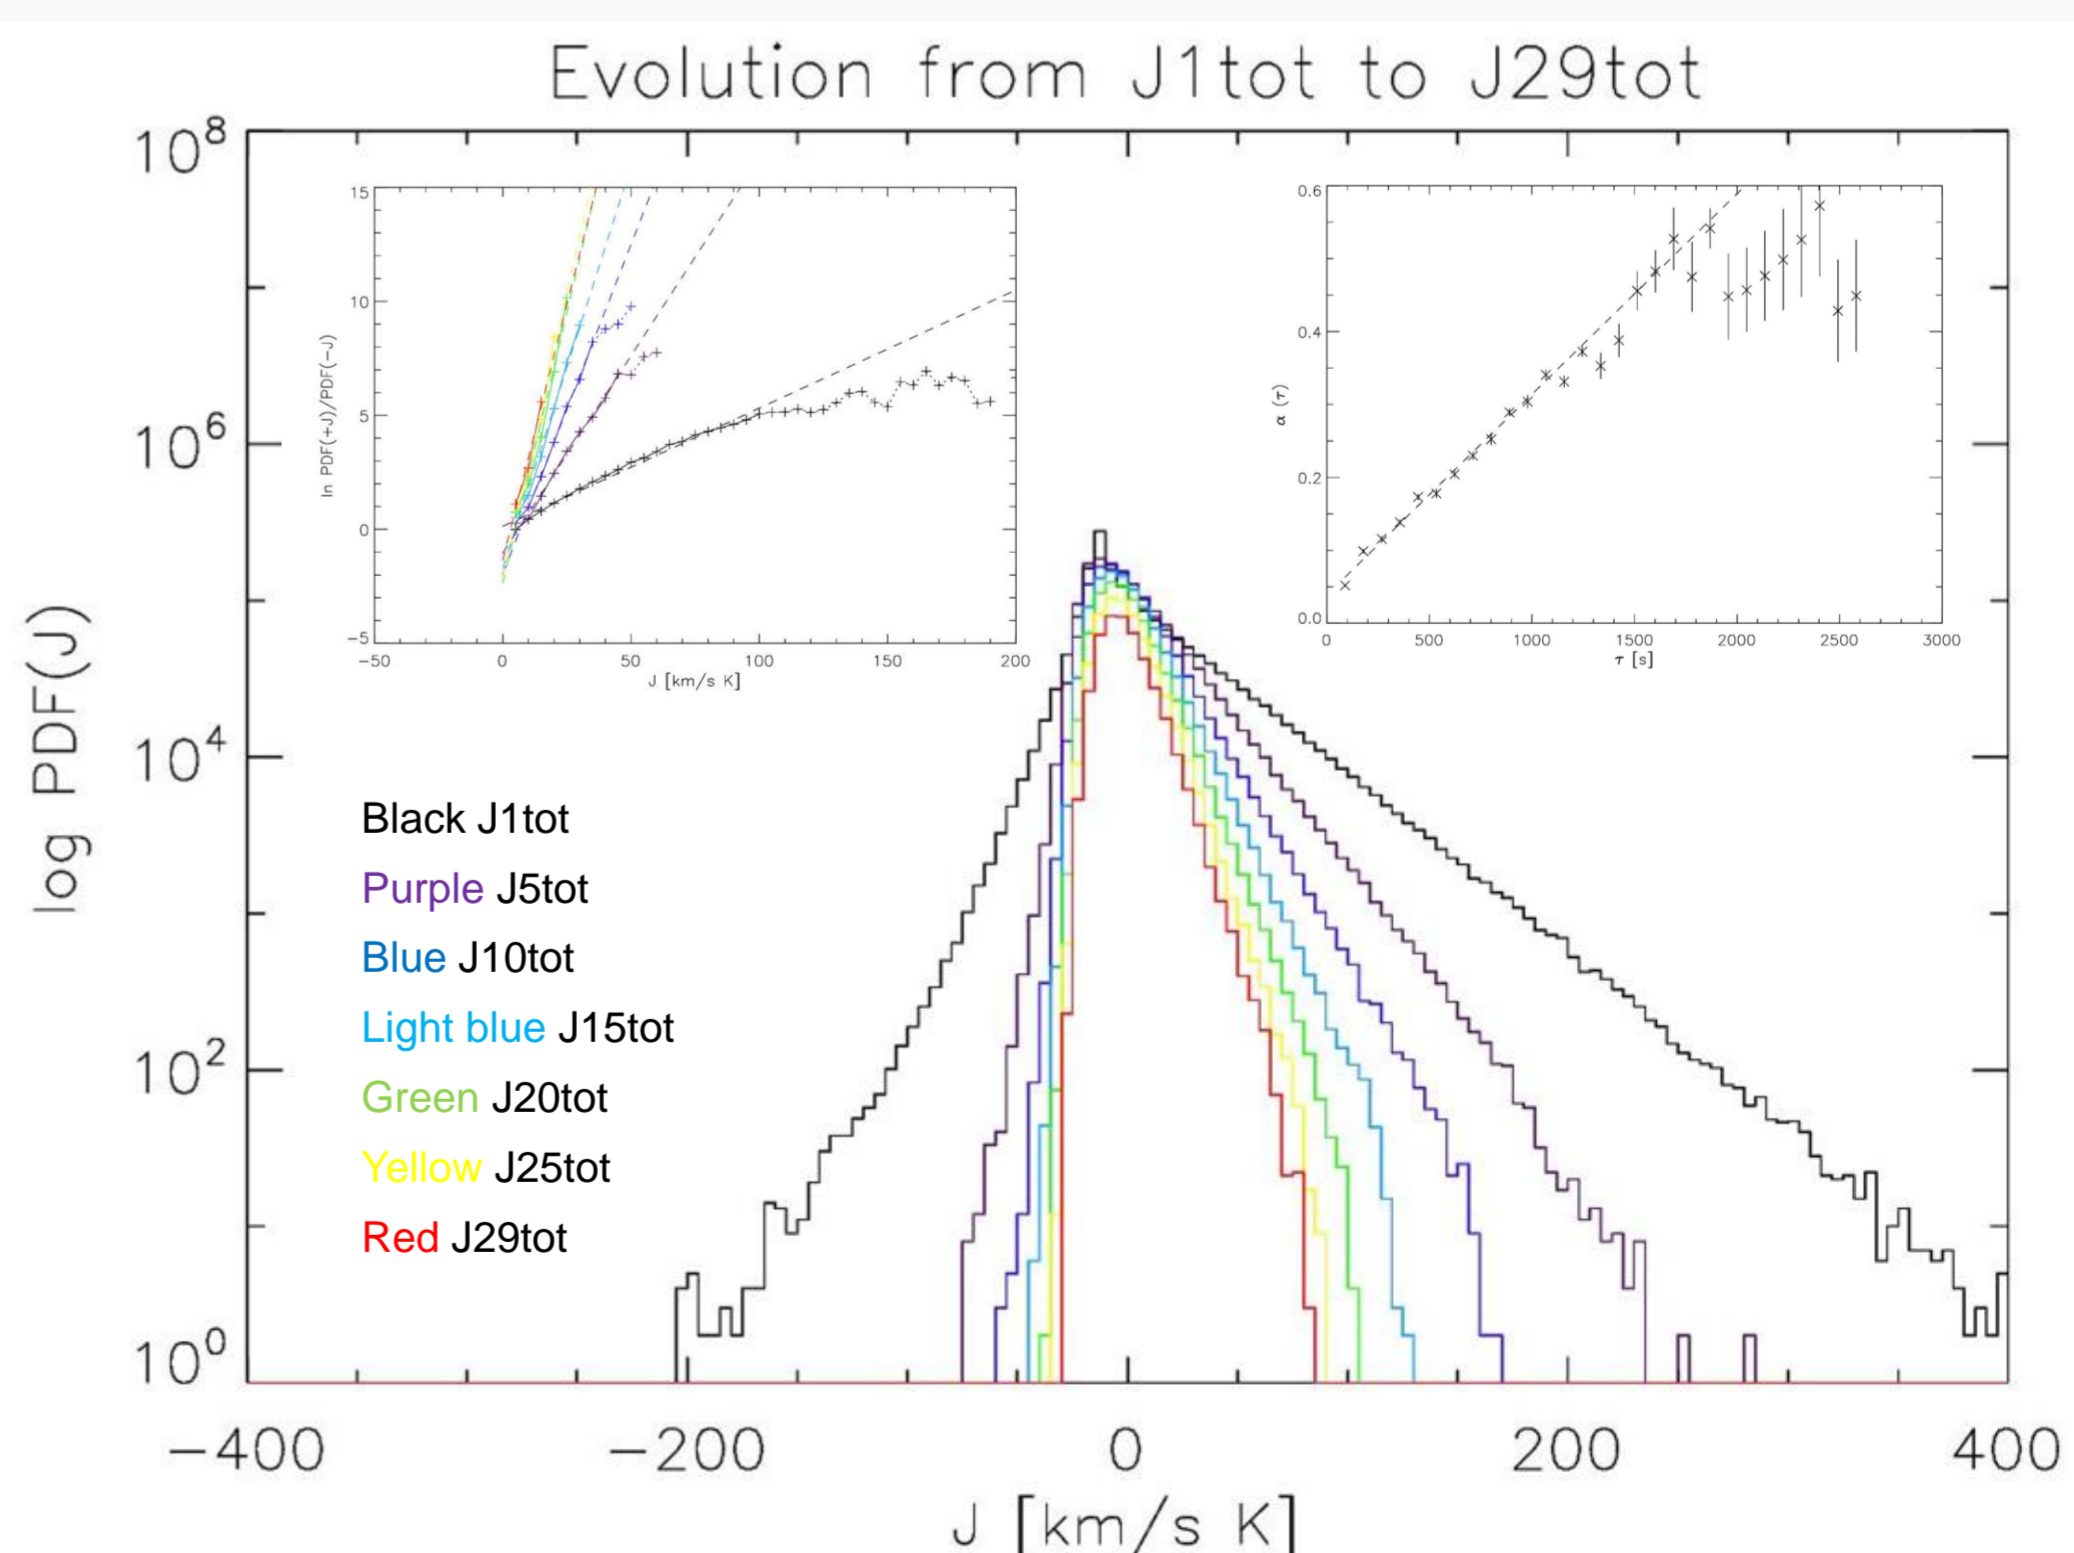 Evolution from J1tot to J29tot
10^8
10^6
10^4
10^2
10^0
log PDF(J)
-400
-200
0
200
400
J [km/s K]
15
10
5
0
-5
ln PDF(+J)/PDF(-J)
-50
0
50
100
150
200
J [km/s K]
0.6
0.4
0.2
0.0
α (τ)
0
500
1000
1500
2000
2500
3000
τ [s]
Black J1tot
Purple J5tot
Blue J10tot
Light blue J15tot
Green J20tot
Yellow J25tot
Red J29tot